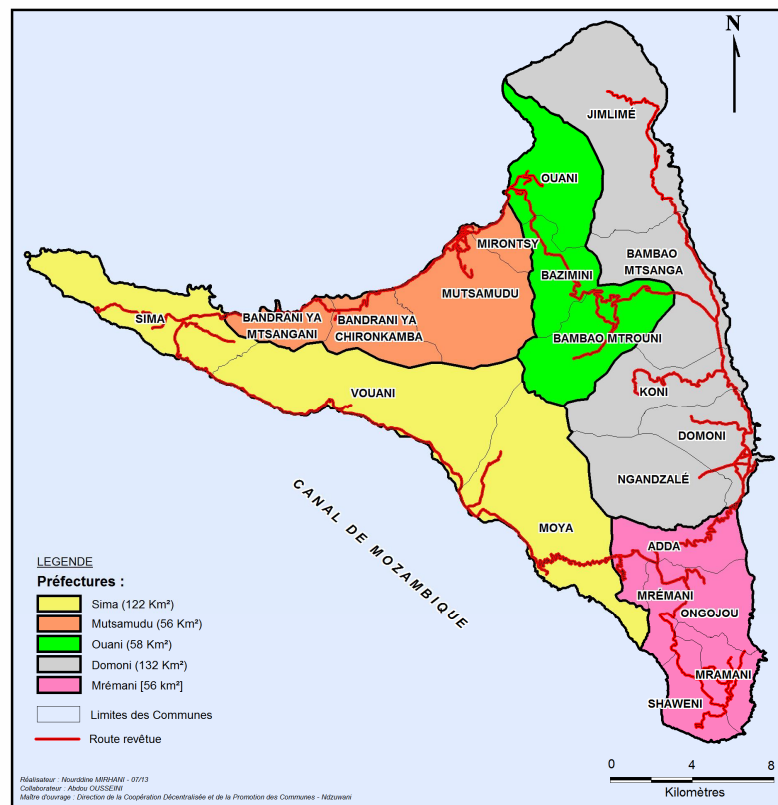 N
JIMLIMÉ
OUANI
MIRONTSY
BAMBAO
MTSANGA
BAZIMINI
MUTSAMUDU
SIMA
BANDRANI YA
MTSANGANI
BANDRANI YA
CHIRONKAMBA
BAMBAO MTROUNI
VOUANI
KONI
DOMONI
NGANDZALÉ
CANAL DE MOZAMBIQUE
MOYA
ADDA
MRÉMANI
ONGOJOU
MRAMANI
SHAWENI
LEGENDE
Préfectures :
Sima (122 Km²)
Mutsamudu (56 Km²)
Ouani (58 Km²)
Domoni (132 Km²)
Mrémani [56 km²]
Limites des Communes
Route revêtue
Réalisateur : Nourddine MIRHANI - 07/13
Collaborateur : Abdou OUSSEINI
Maître d'ouvrage : Direction de la Coopération Décentralisée et de la Promotion des Communes - Ndzuwani
0 4 8
Kilomètres